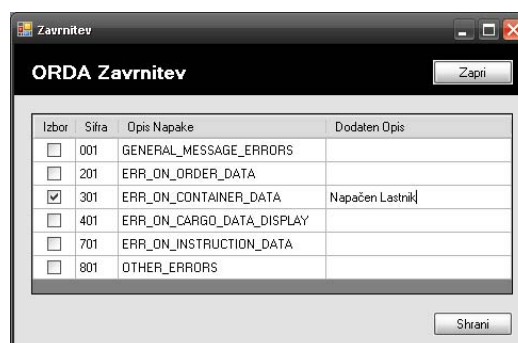 Zavrnitev
ORDA Zavrnitev
Zapri
Izbor Sifra Opis Napake Dodaten Opis
001 GENERAL_MESSAGE_ERRORS
201 ERR_ON_ORDER_DATA
301 ERR_ON_CONTAINER_DATA Napačen Lastnik
401 ERR_ON_CARGO_DATA_DISPLAY
701 ERR_ON_INSTRUCTION_DATA
801 OTHER_ERRORS
Shrani